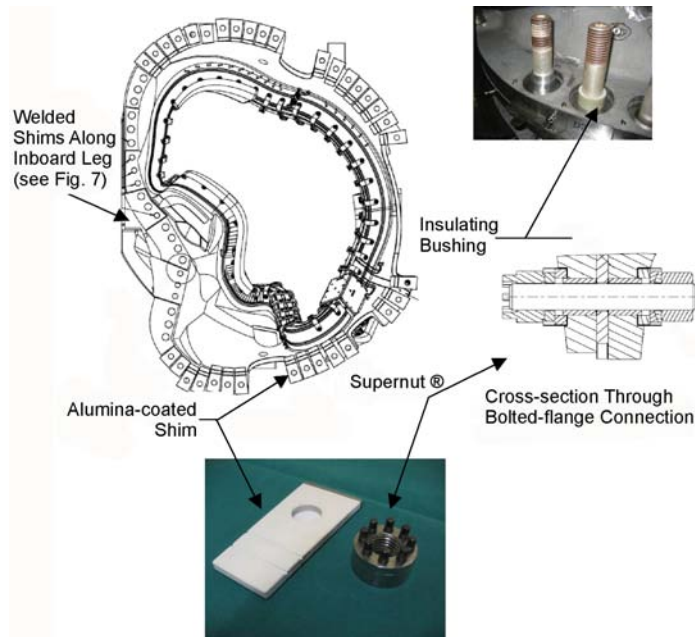 Welded
Shims Along
Inboard Leg
(see Fig. 7)
Insulating
Bushing
Supernut ®
Alumina-coated
Shim
Cross-section Through
Bolted-flange Connection